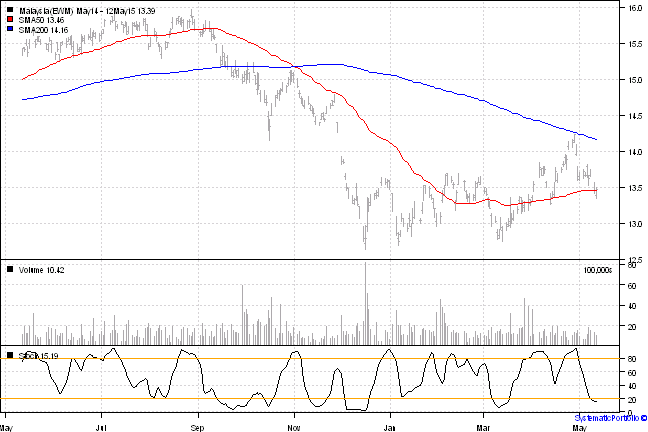 Malaysia(EWM) May14 - 12May15 13.39
SMA50 13.46
SMA200 14.16
16.0
15.5
15.0
14.5
14.0
13.5
13.0
12.5
Volume 10.42
100,000s
80
60
40
20
Stock15.19
80
60
40
20
0
May
Jul
Sep
Nov
Jan
Mar
May
SystematicPortfolio ©